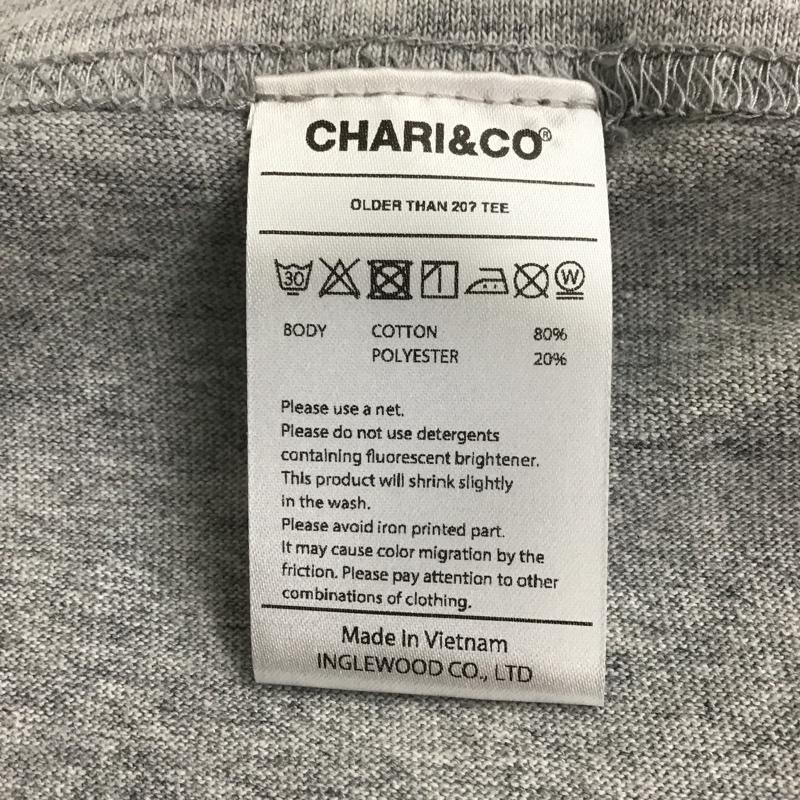 CHARI&CO®
OLDER THAN 20? TEE
30 W
BODY COTTON 80%
POLYESTER 20%
Please use a net.
Please do not use detergents
containing fluorescent brightener.
This product will shrink slightly
in the wash.
Please avoid iron printed part.
It may cause color migration by the
friction. Please pay attention to other
combinations of clothing.
Made In Vietnam
INGLEWOOD CO., LTD